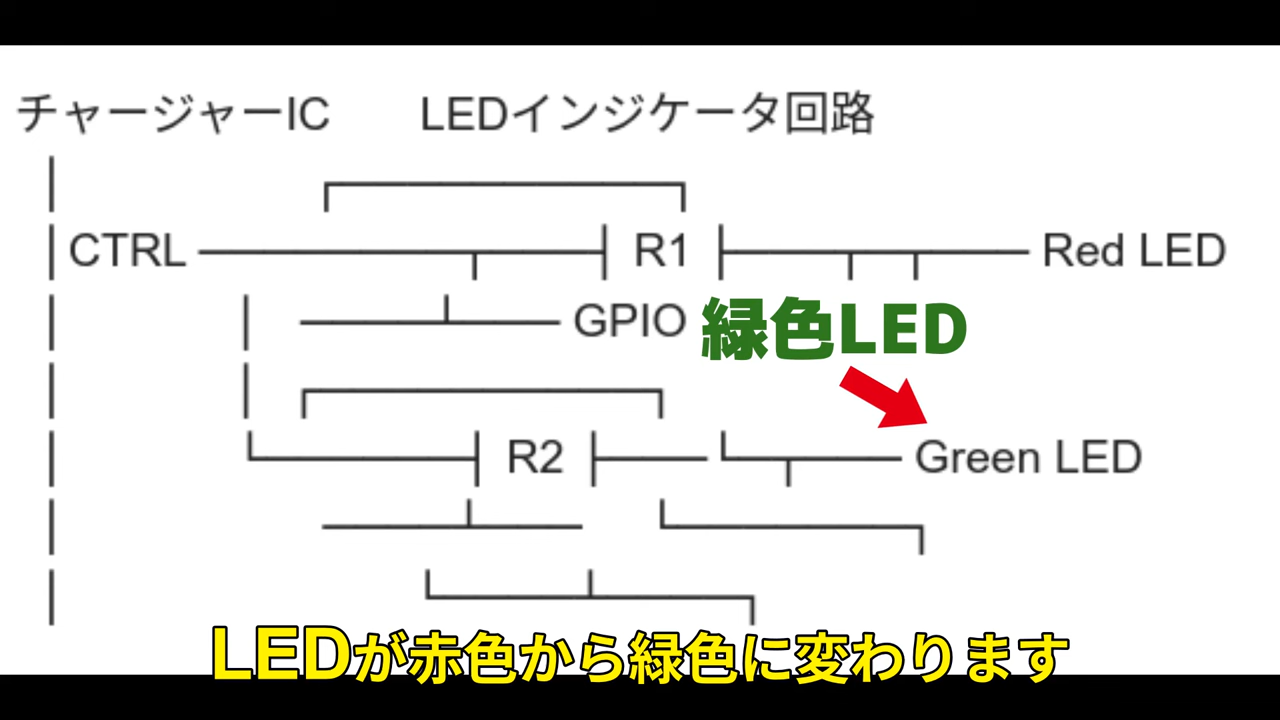 チャージャーIC LEDインジケータ回路
CTRL R1 Red LED
GPIO 緑色LED
R2 Green LED
LEDが赤色から緑色に変わります